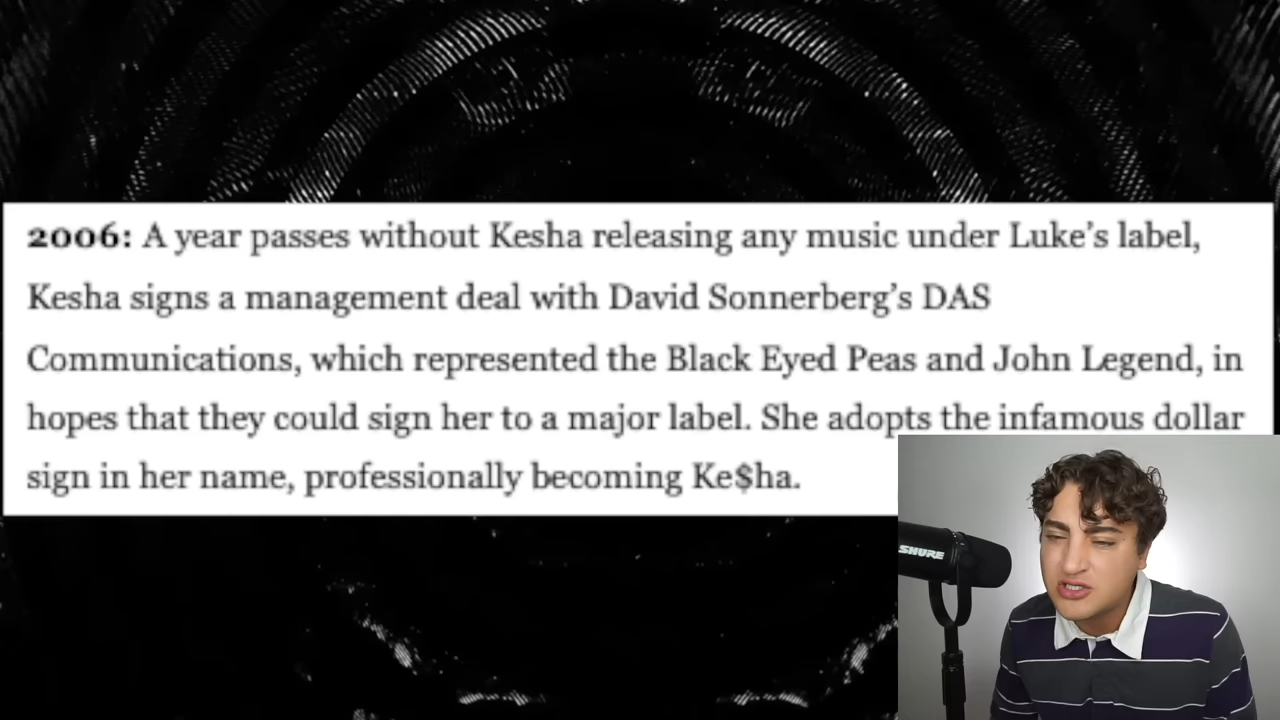 2006: A year passes without Kesha releasing any music under Luke’s label,
Kesha signs a management deal with David Sonnerberg’s DAS
Communications, which represented the Black Eyed Peas and John Legend, in
hopes that they could sign her to a major label. She adopts the infamous dollar
sign in her name, professionally becoming Ke$ha.
SHURE